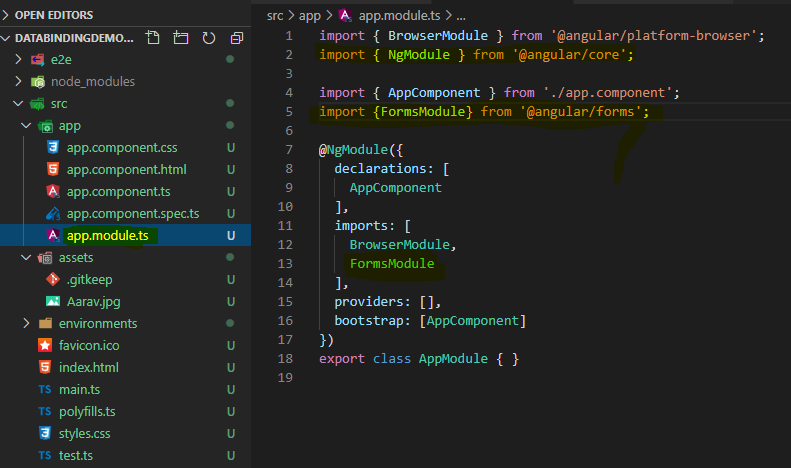 OPEN EDITORS
DATABINDINGDEMO...
e2e
node_modules
src
app
app.component.css U
app.component.html U
app.component.ts U
app.component.spec.ts U
app.module.ts U
assets
.gitkeep U
Aarav.jpg U
environments
favicon.ico U
index.html U
TS main.ts U
TS polyfills.ts U
styles.css U
TS test.ts U
src > app > app.module.ts > ...
1 import { BrowserModule } from '@angular/platform-browser';
2 import { NgModule } from '@angular/core';
3
4 import { AppComponent } from './app.component';
5 import {FormsModule} from '@angular/forms';
6
7 @NgModule({
8 declarations: [
9 AppComponent
10 ],
11 imports: [
12 BrowserModule,
13 FormsModule
14 ],
15 providers: [],
16 bootstrap: [AppComponent]
17 })
18 export class AppModule { }
19